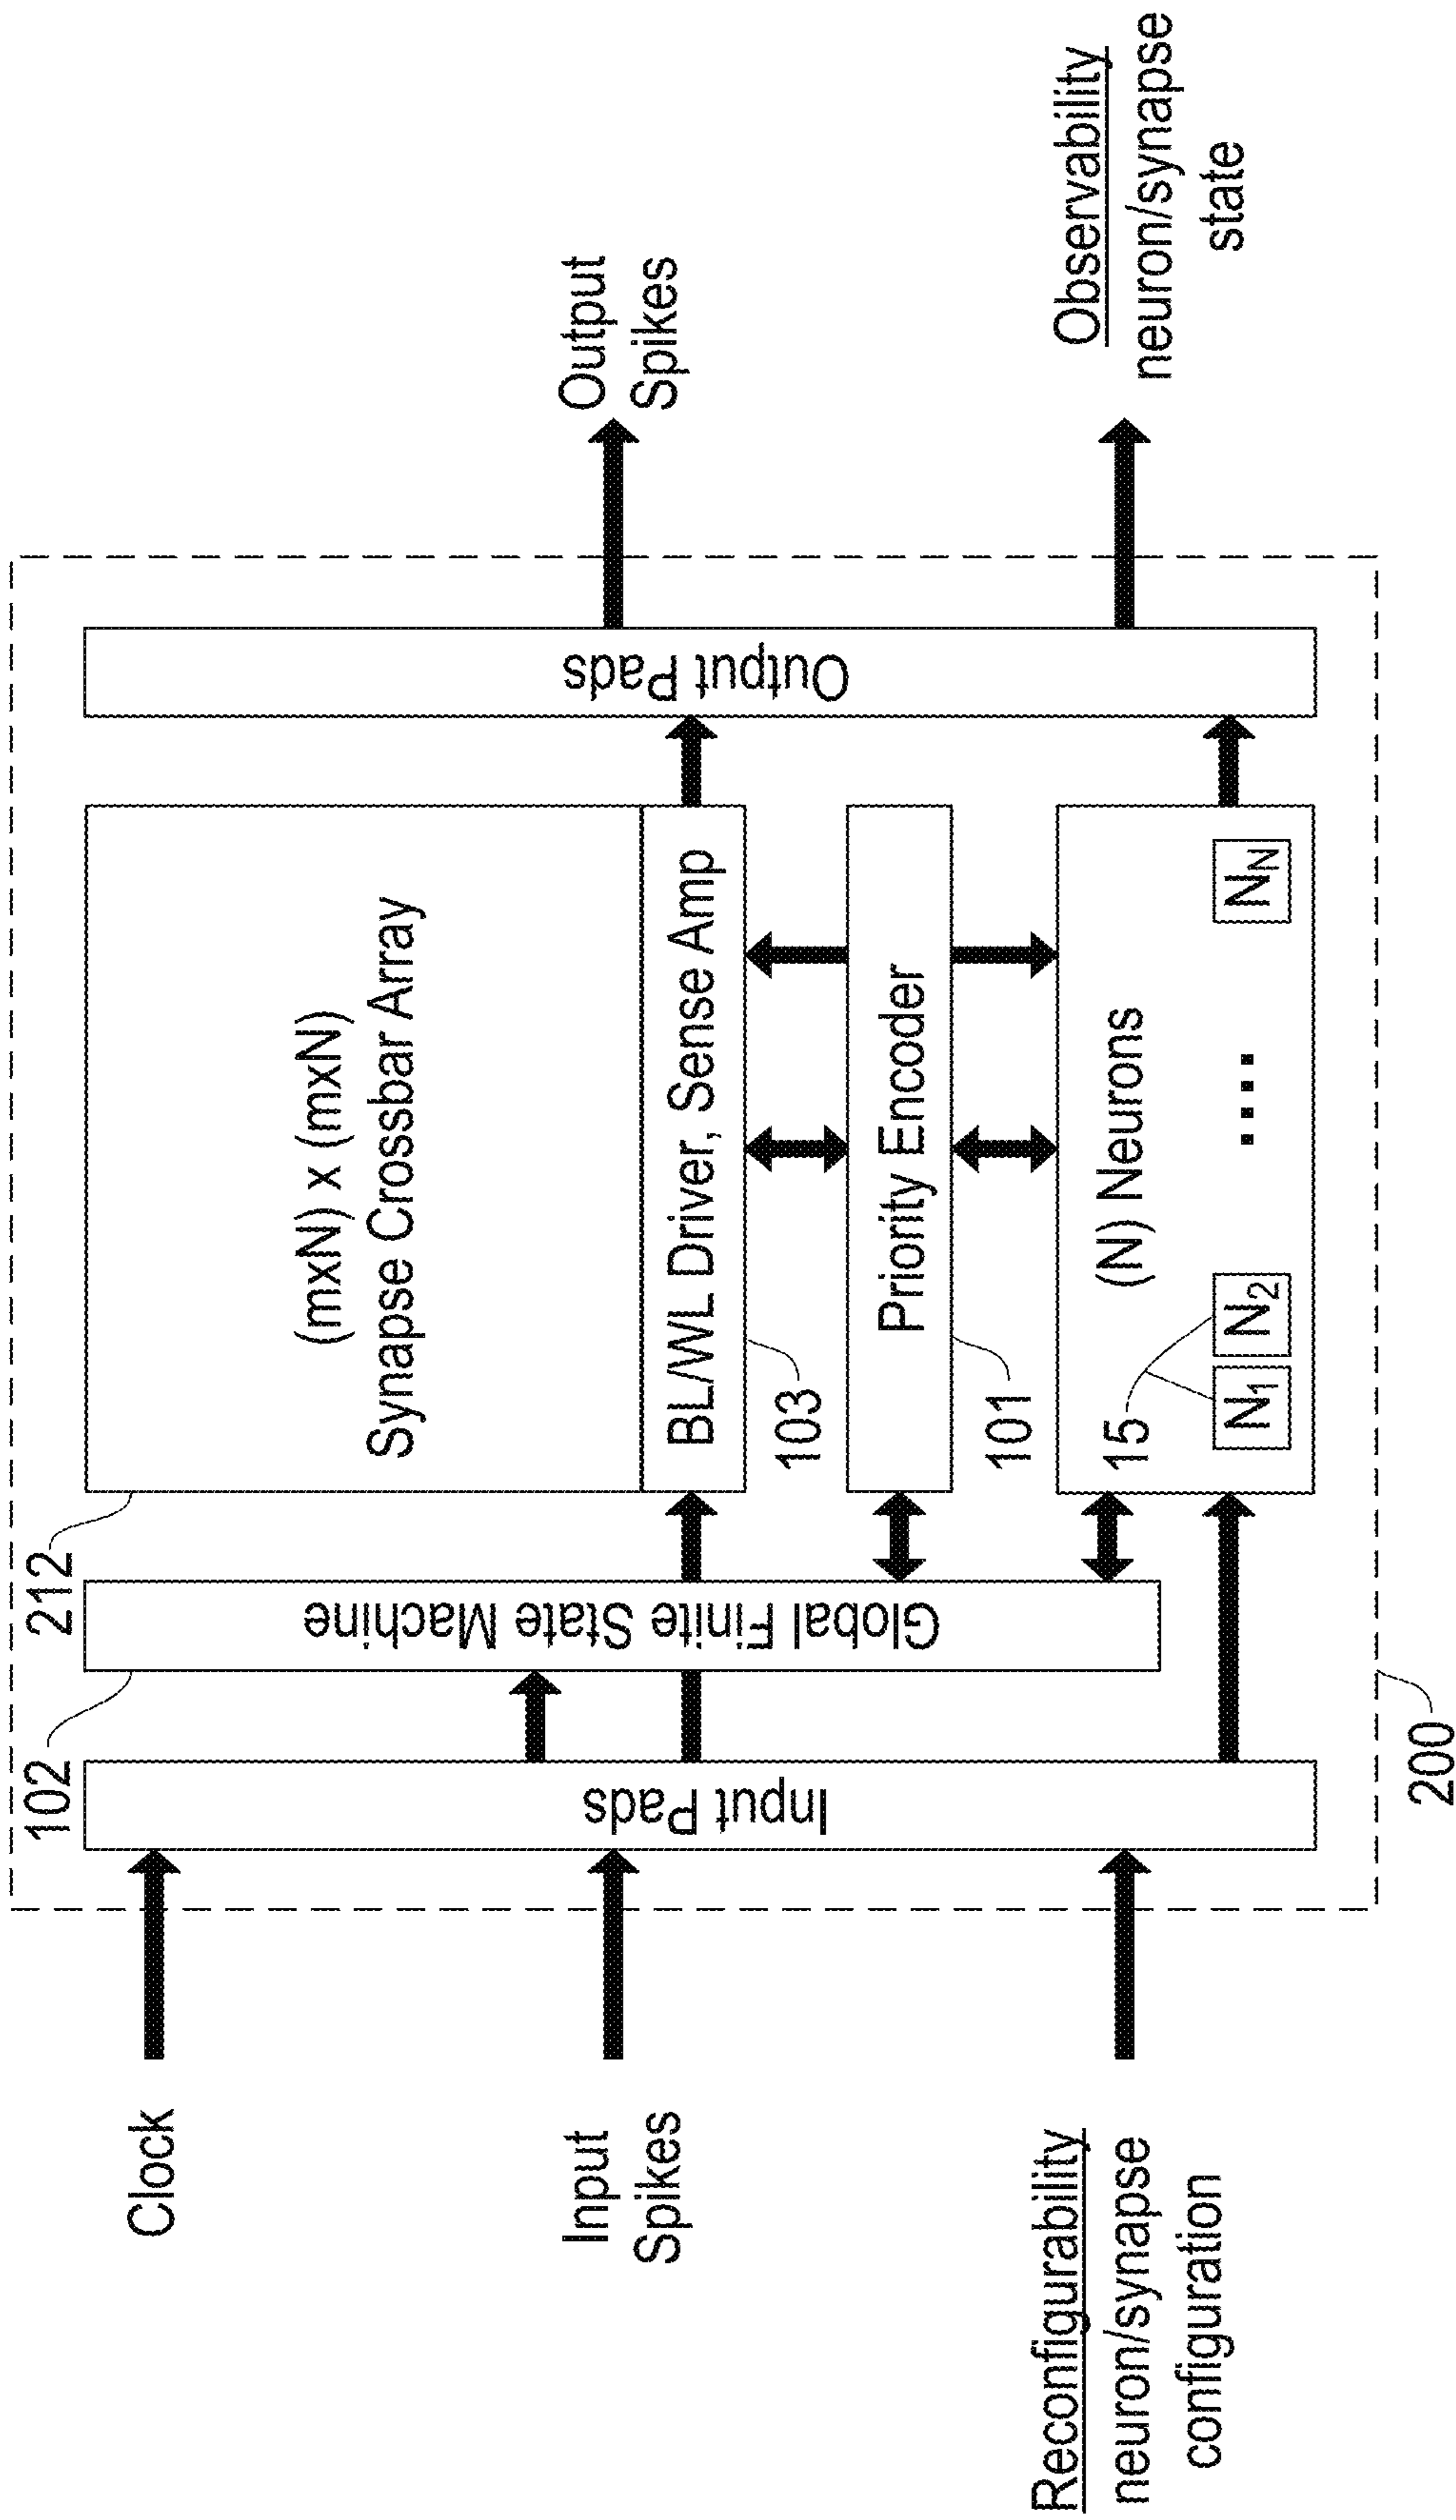 Clock
Input
Spikes
Reconfigurability
neuron/synapse
configuration
Input Pads
102
Global Finite State Machine
212
(mxN) x (mxN)
Synapse Crossbar Array
BL/WL Driver, Sense Amp
103
Priority Encoder
101
(N) Neurons
15
N1
N2
....
NN
Output Pads
Output
Spikes
Observability
neuron/synapse
state
200